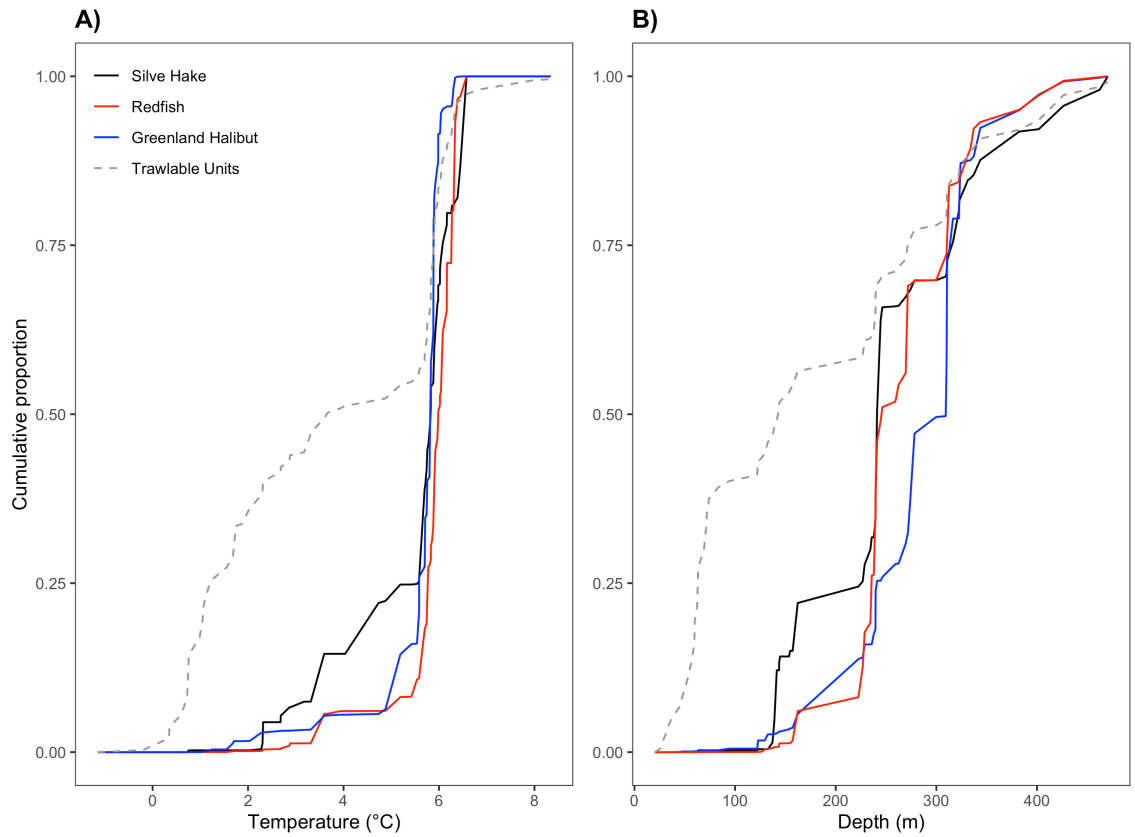 A)
B)
Silve Hake
Redfish
Greenland Halibut
Trawlable Units
1.00
0.75
0.50
0.25
0.00
Cumulative proportion
0 2 4 6 8
Temperature (°C)
1.00
0.75
0.50
0.25
0.00
0 100 200 300 400
Depth (m)